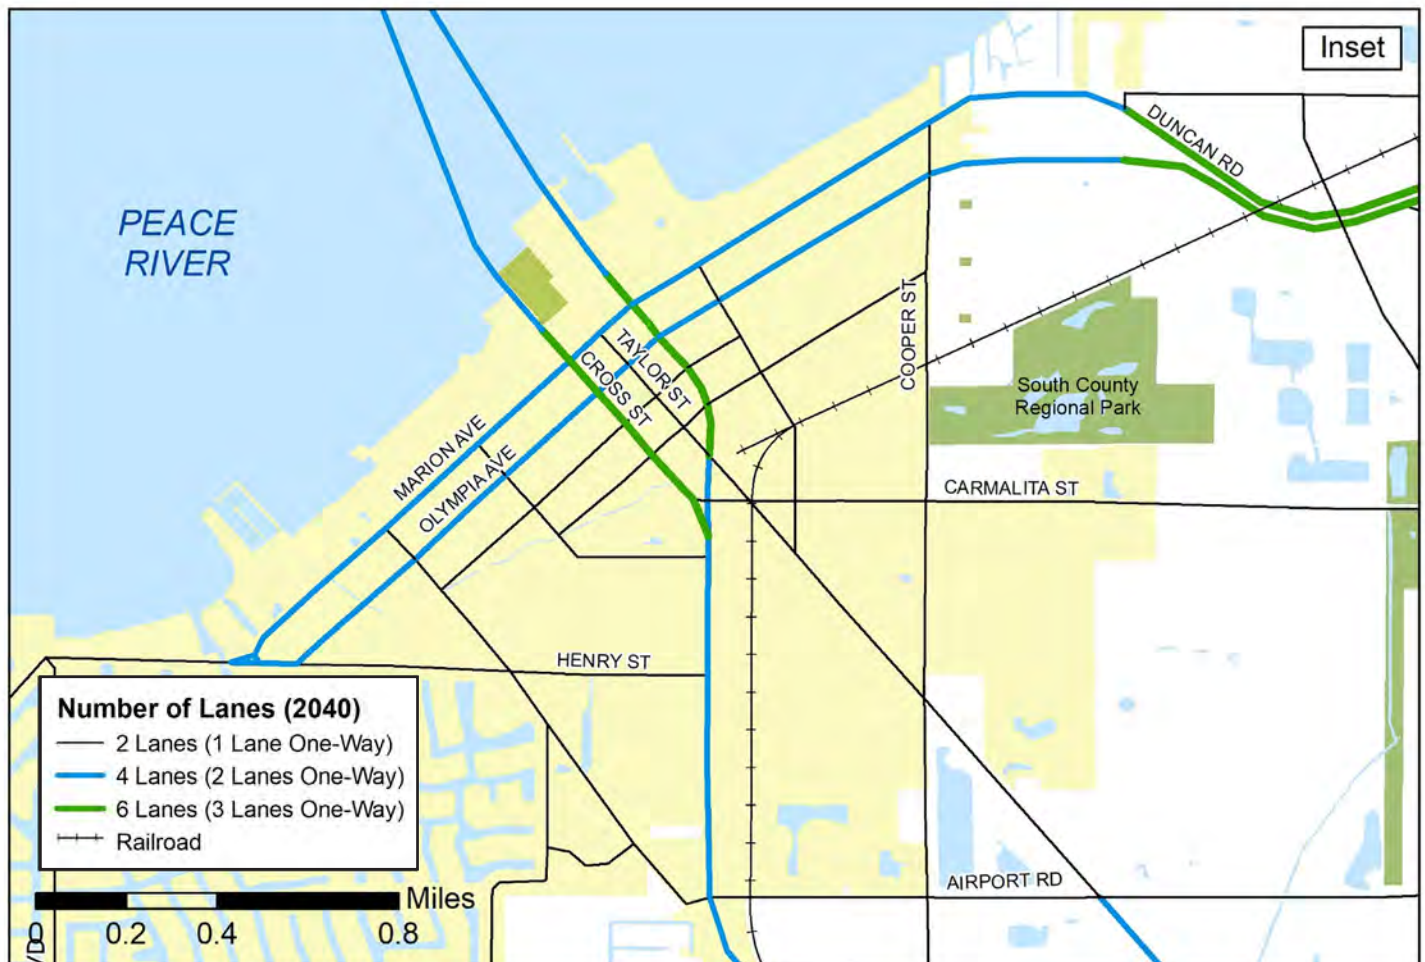 Inset
DUNCAN RD
PEACE
RIVER
COOPER ST
TAYLOR ST
CROSS ST
South County
Regional Park
MARION AVE
OLYMPIA AVE
CARMALITA ST
HENRY ST
Number of Lanes (2040)
2 Lanes (1 Lane One-Way)
4 Lanes (2 Lanes One-Way)
6 Lanes (3 Lanes One-Way)
Railroad
AIRPORT RD
Miles
0 0.2 0.4 0.8